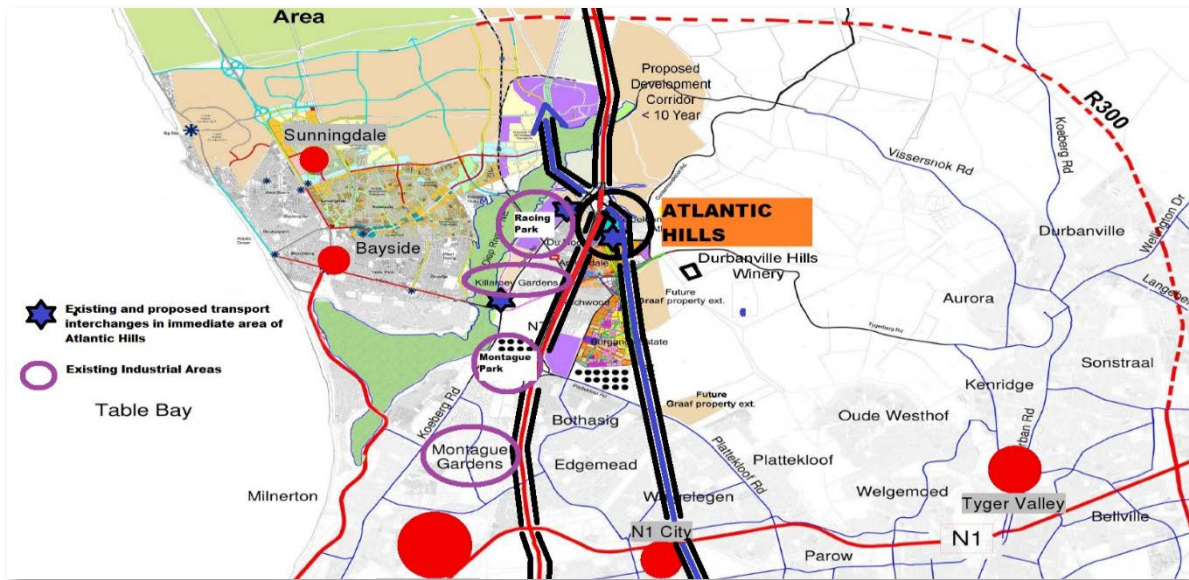 Area
Proposed
Development
Corridor
< 10 Year
R300
Sunningdale
Vissershok Rd
Koeberg Rd
Wellington Dr
Racing
Park
ATLANTIC
HILLS
Durbanville
Bayside
Durbanville Hills
Winery
Killarney Gardens
Future
Graaf property ext.
Aurora
Existing and proposed transport
interchanges in immediate area of
Atlantic Hills
Tygerberg Rd
Sonstraal
Montague
Park
Existing Industrial Areas
Kenridge
Table Bay
Koeberg Rd
Future
Graaf property ext.
Bothasig
Oude Westhof
Montague
Gardens
Edgemead
Plattekloof Rd
Plattekloof
Milnerton
Welgemoed
Tyger Valley
N1 City
N1
Bellville
Parow